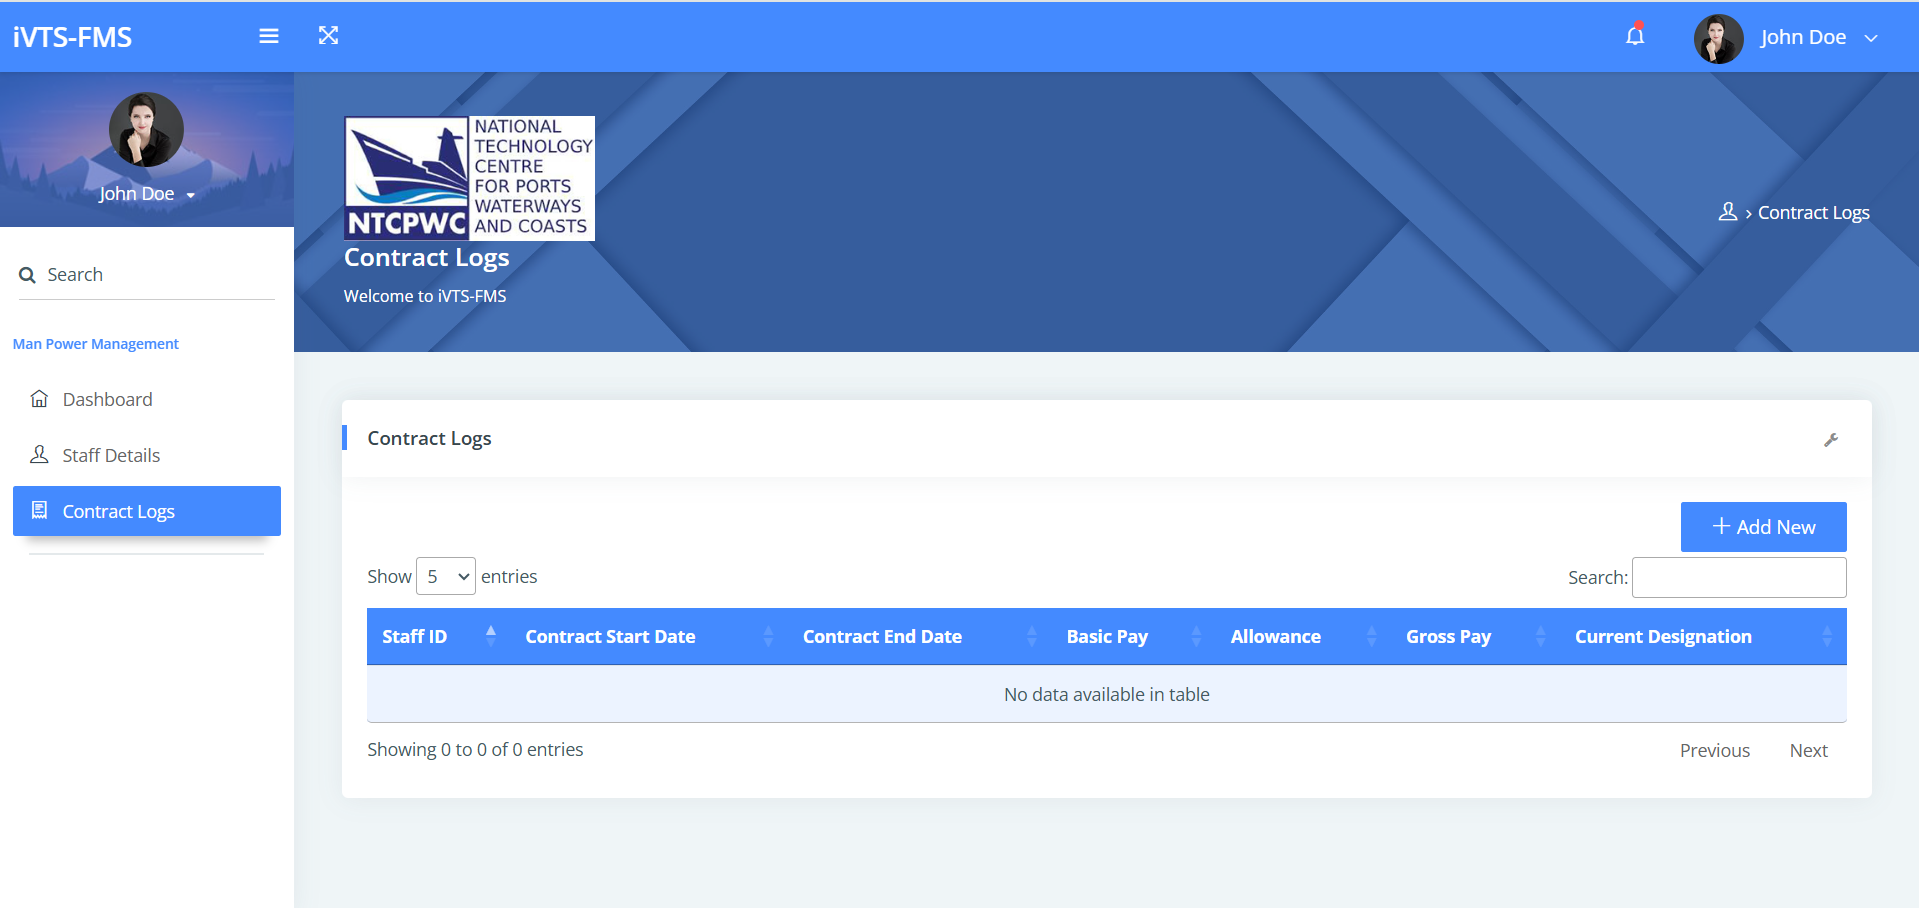 iVTS-FMS
John Doe
John Doe
Search
Man Power Management
Dashboard
Staff Details
Contract Logs
NATIONAL
TECHNOLOGY
CENTRE
FOR PORTS
WATERWAYS
AND COASTS
NTCPWC
Contract Logs
Welcome to iVTS-FMS
› Contract Logs
Contract Logs
+ Add New
Show 5 entries
Search:
Staff ID Contract Start Date Contract End Date Basic Pay Allowance Gross Pay Current Designation
No data available in table
Showing 0 to 0 of 0 entries
Previous Next